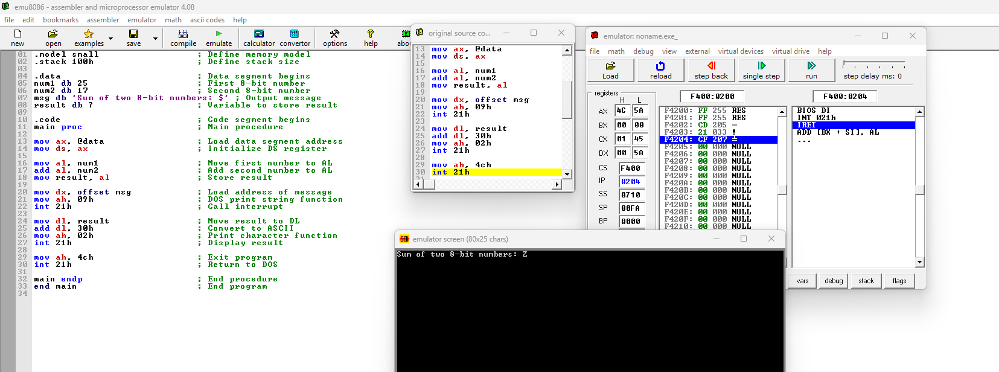 emu8086 - assembler and microprocessor emulator 4.08
file edit bookmarks assembler emulator math ascii codes help
new open examples save compile emulate calculator convertor options help abou
01 .model small ; Define memory model
02 .stack 100h ; Define stack size
03
04 .data ; Data segment begins
05 num1 db 25 ; First 8-bit number
06 num2 db 17 ; Second 8-bit number
07 msg db 'Sum of two 8-bit numbers: $' ; Output message
08 result db ? ; Variable to store result
09
10 .code ; Code segment begins
11 main proc ; Main procedure
12
13 mov ax, @data ; Load data segment address
14 mov ds, ax ; Initialize DS register
15
16 mov al, num1 ; Move first number to AL
17 add al, num2 ; Add second number to AL
18 mov result, al ; Store result
19
20 mov dx, offset msg ; Load address of message
21 mov ah, 09h ; DOS print string function
22 int 21h ; Call interrupt
23
24 mov dl, result ; Move result to DL
25 add dl, 30h ; Convert to ASCII
26 mov ah, 02h ; Print character function
27 int 21h ; Display result
28
29 mov ah, 4ch ; Exit program
30 int 21h ; Return to DOS
31
32 main endp ; End procedure
33 end main ; End program
34
original source co...
13 mov ax, @data
14 mov ds, ax
15
16 mov al, num1
17 add al, num2
18 mov result, al
19
20 mov dx, offset msg
21 mov ah, 09h
22 int 21h
23
24 mov dl, result
25 add dl, 30h
26 mov ah, 02h
27 int 21h
28
29 mov ah, 4ch
30 int 21h
emulator: noname.exe_
file math debug view external virtual devices virtual drive help
Load reload step back single step run step delay ms: 0
registers
F400:0200 F400:0204
H L
AX 4C 5A
BX 00 00
CX 01 45
DX 00 5A
CS F400
IP 0204
SS 0710
SP 00FA
BP 0000
F4200: FF 255 RES
F4201: FF 255 RES
F4202: CD 205 =
F4203: 21 033 !
F4204: CF 207 ╧
F4205: 00 000 NULL
F4206: 00 000 NULL
F4207: 00 000 NULL
F4208: 00 000 NULL
F4209: 00 000 NULL
F420A: 00 000 NULL
F420B: 00 000 NULL
F420C: 00 000 NULL
F420D: 00 000 NULL
F420E: 00 000 NULL
F420F: 00 000 NULL
F4210: 00 000 NULL
BIOS DI
INT 021h
IRET
ADD [BX + SI], AL
...
vars debug stack flags
SCR emulator screen (80x25 chars)
Sum of two 8-bit numbers: Z